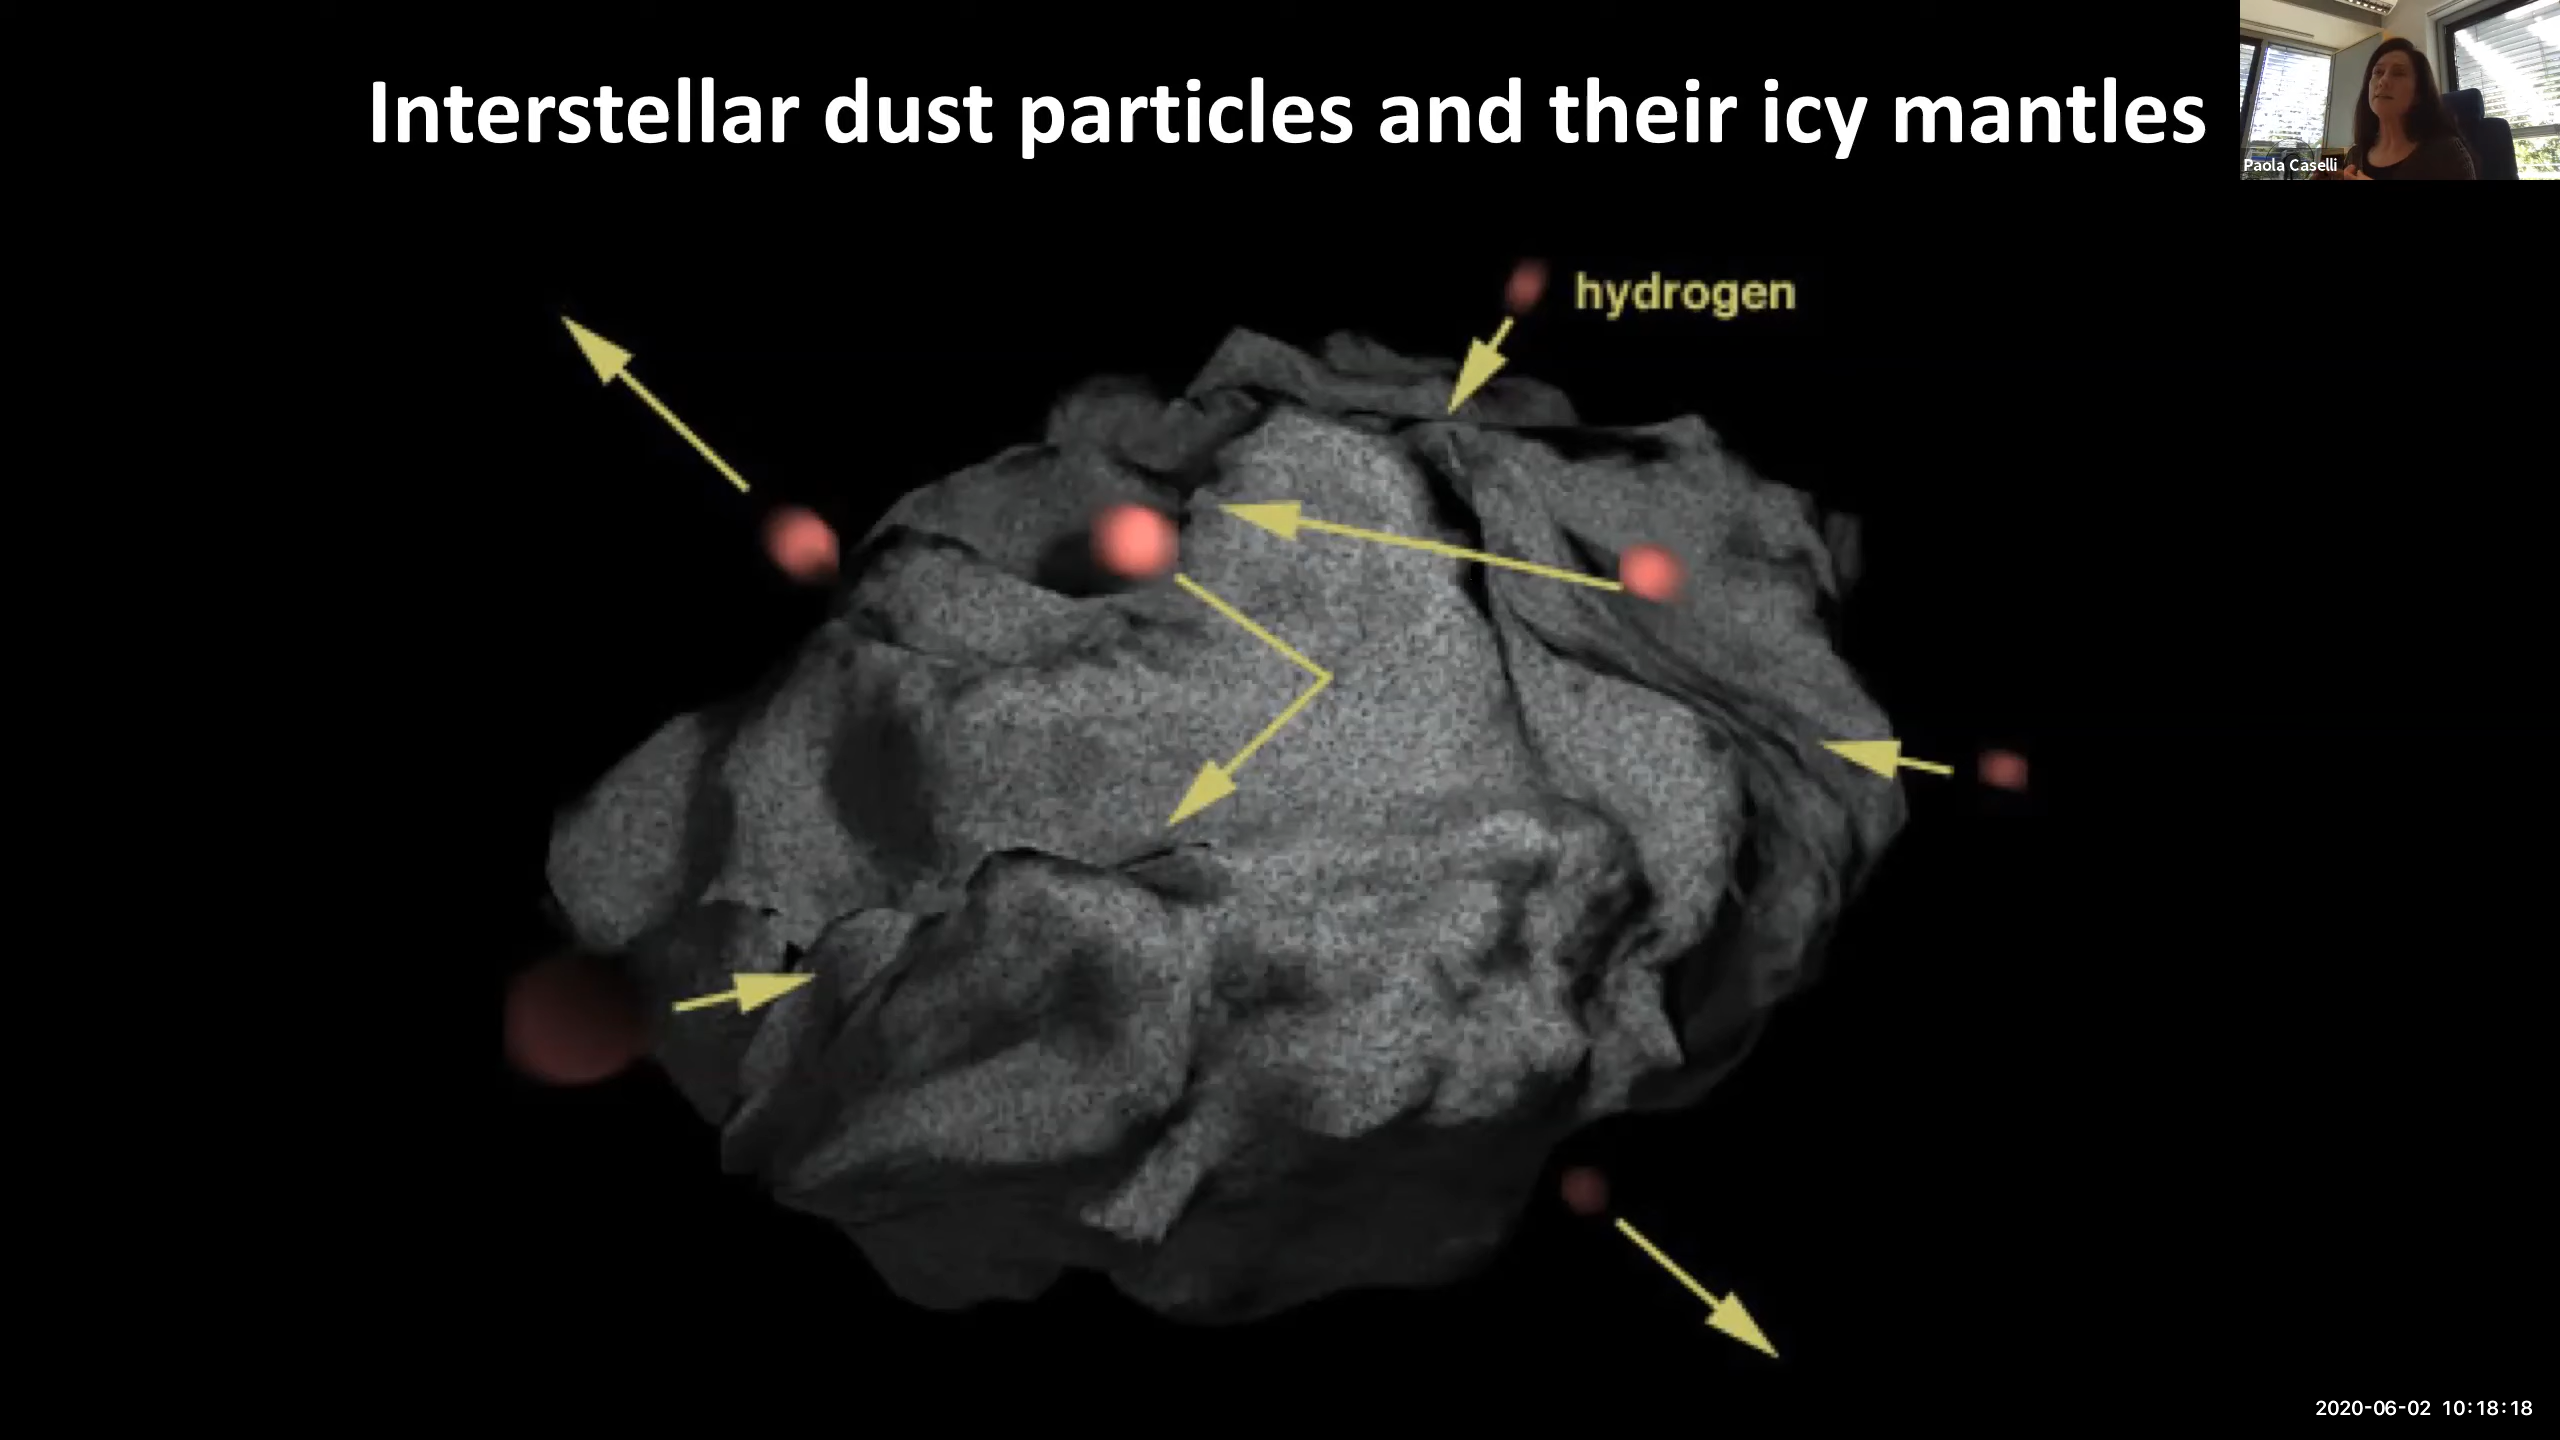 Interstellar dust particles and their icy mantles
Paola Caselli
hydrogen
2020-06-02 10:18:18